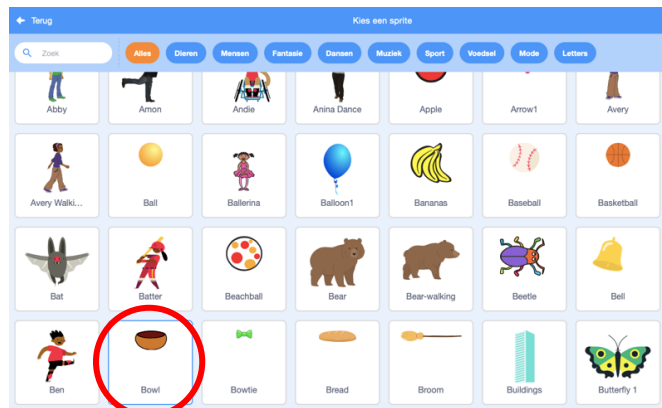 Terug
Kies een sprite
Zoek
Alles Dieren Mensen Fantasie Dansen Muziek Sport Voedsel Mode Letters
Abby Amon Andie Anina Dance Apple Arrow1 Avery
Avery Walki... Ball Ballerina Balloon1 Bananas Baseball Basketball
Bat Batter Beachball Bear Bear-walking Beetle Bell
Ben Bowl Bowtie Bread Broom Buildings Butterfly 1